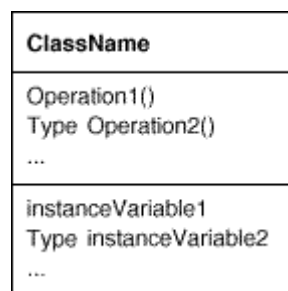 ClassName
Operation1()
Type Operation2()
...
instanceVariable1
Type instanceVariable2
...